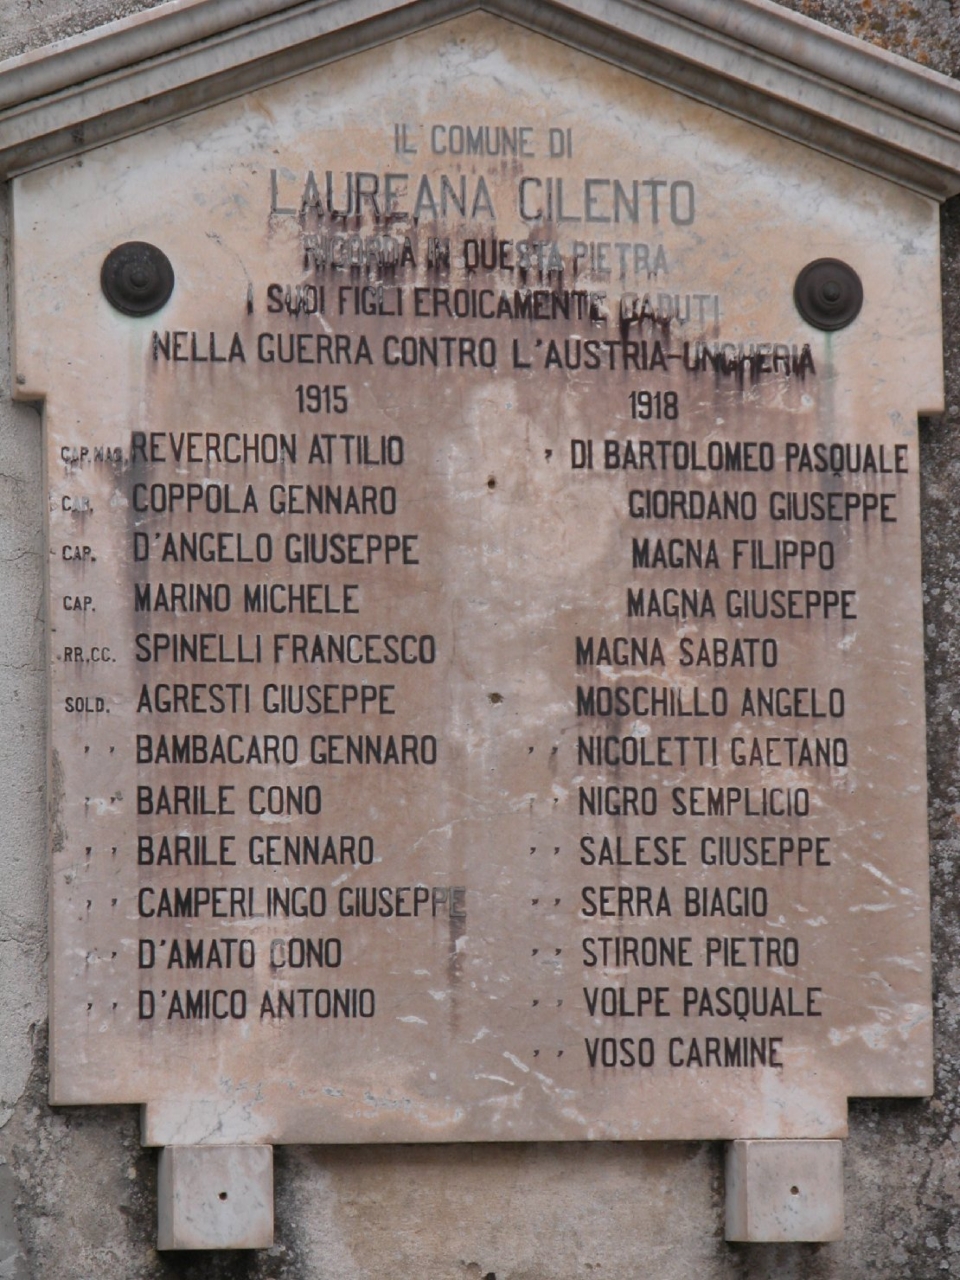 IL COMUNE DI
LAUREANA CILENTO
RICORDA IN QUESTA PIETRA
I SUOI FIGLI EROICAMENTE CADUTI
NELLA GUERRA CONTRO L'AUSTRIA-UNGHERIA
1915
CAP. MAG. REVERCHON ATTILIO
CAP. COPPOLA GENNARO
CAP. D'ANGELO GIUSEPPE
CAP. MARINO MICHELE
RR.CC. SPINELLI FRANCESCO
SOLD. AGRESTI GIUSEPPE
,, BAMBACARO GENNARO
,, BARILE CONO
,, BARILE GENNARO
,, CAMPERLINGO GIUSEPPE
,, D'AMATO CONO
,, D'AMICO ANTONIO
1918
, DI BARTOLOMEO PASQUALE
GIORDANO GIUSEPPE
MAGNA FILIPPO
MAGNA GIUSEPPE
MAGNA SABATO
MOSCHILLO ANGELO
,, NICOLETTI GAETANO
,, NIGRO SEMPLICIO
,, SALESE GIUSEPPE
,, SERRA BIAGIO
,, STIRONE PIETRO
,, VOLPE PASQUALE
,, VOSO CARMINE